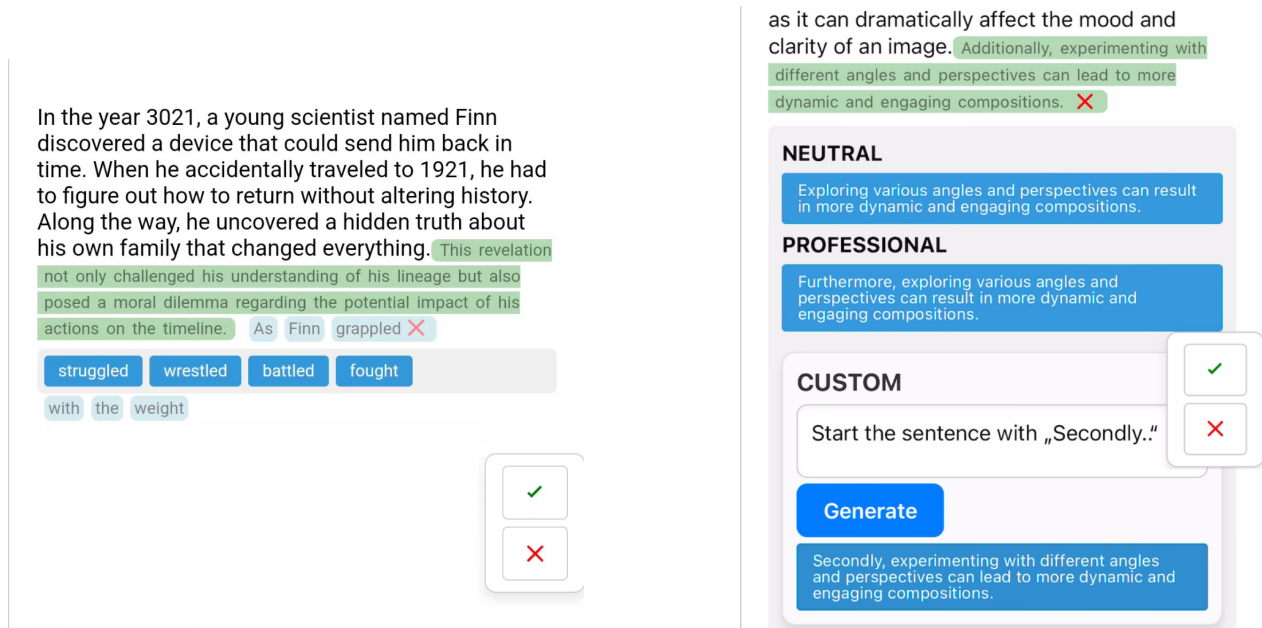 In the year 3021, a young scientist named Finn
discovered a device that could send him back in
time. When he accidentally traveled to 1921, he had
to figure out how to return without altering history.
Along the way, he uncovered a hidden truth about
his own family that changed everything. This revelation
not only challenged his understanding of his lineage but also
posed a moral dilemma regarding the potential impact of his
actions on the timeline. As Finn grappled
struggled wrestled battled fought
with the weight
as it can dramatically affect the mood and
clarity of an image. Additionally, experimenting with
different angles and perspectives can lead to more
dynamic and engaging compositions.
NEUTRAL
Exploring various angles and perspectives can result
in more dynamic and engaging compositions.
PROFESSIONAL
Furthermore, exploring various angles and
perspectives can result in more dynamic and
engaging compositions.
CUSTOM
Start the sentence with „Secondly..“
Generate
Secondly, experimenting with different angles
and perspectives can lead to more dynamic and
engaging compositions.